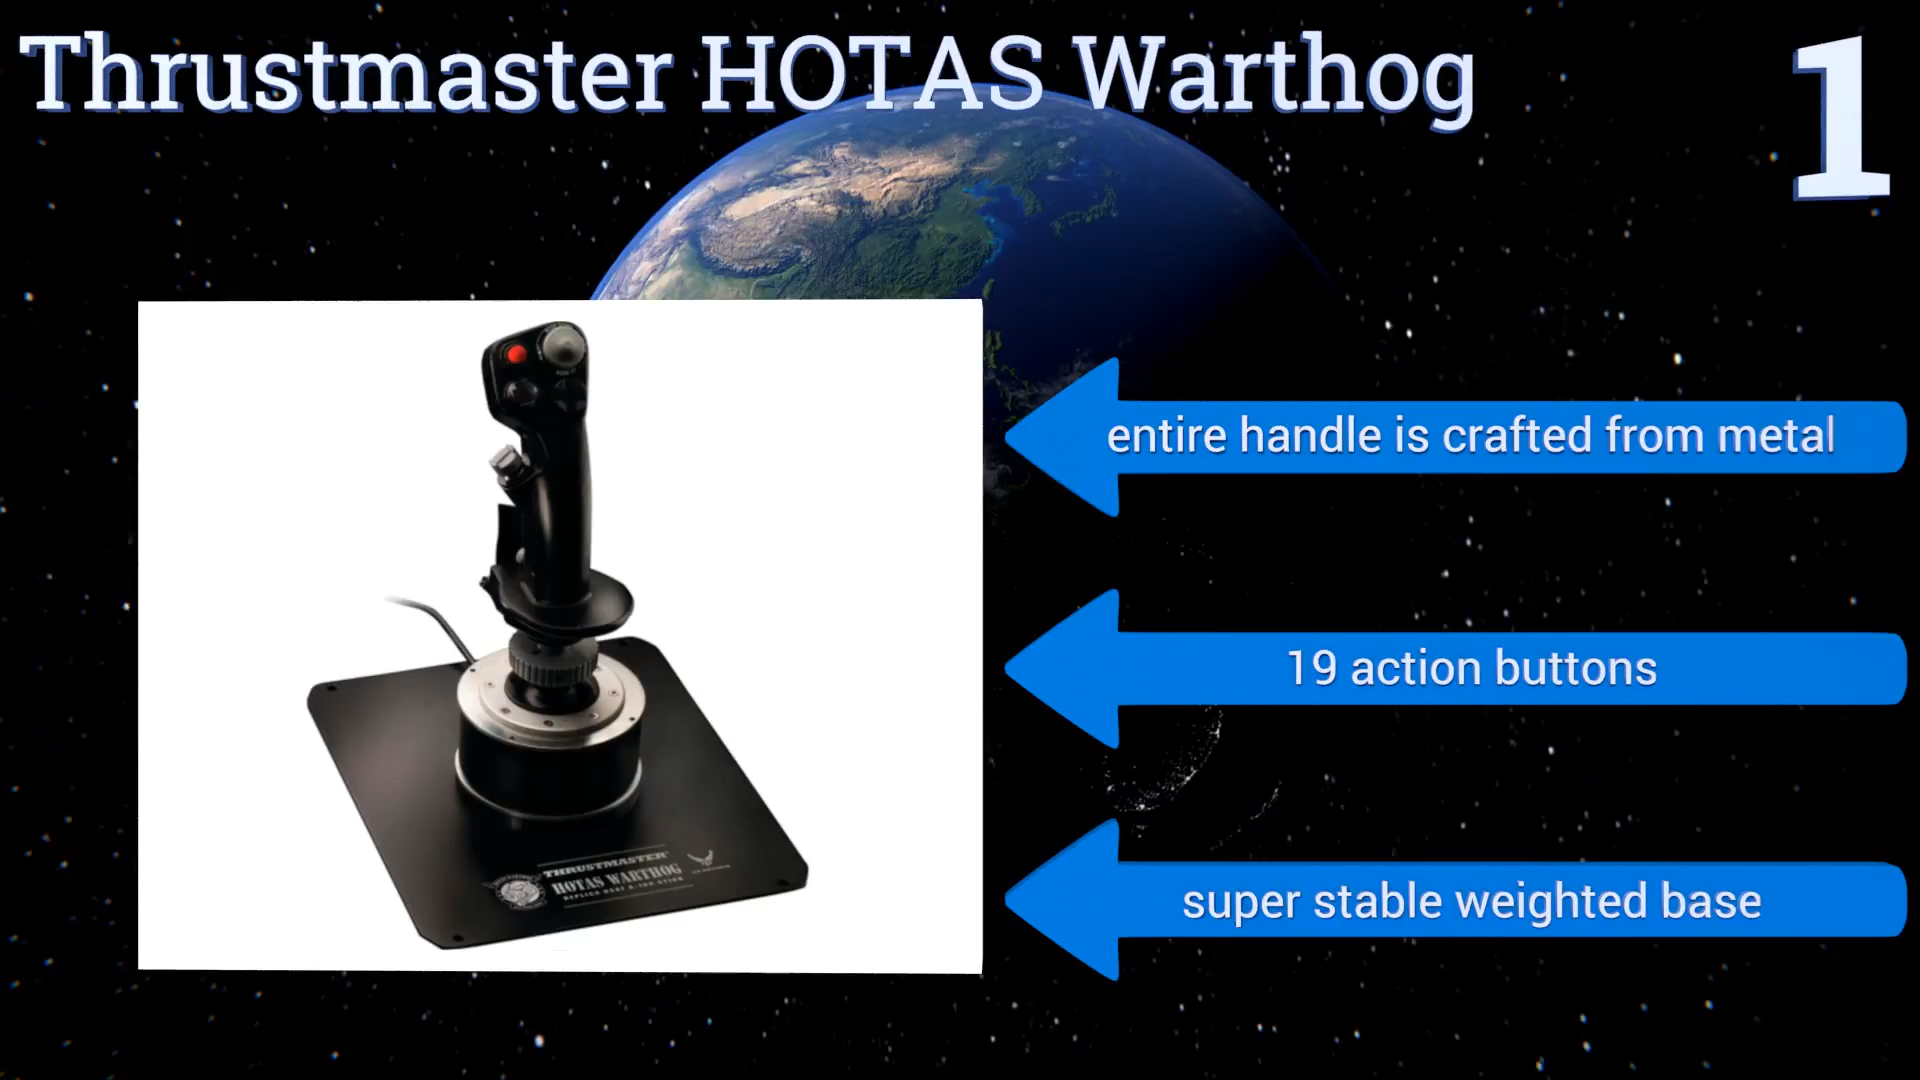 Thrustmaster HOTAS Warthog
1
entire handle is crafted from metal
19 action buttons
super stable weighted base
THRUSTMASTER
HOTAS WARTHOG